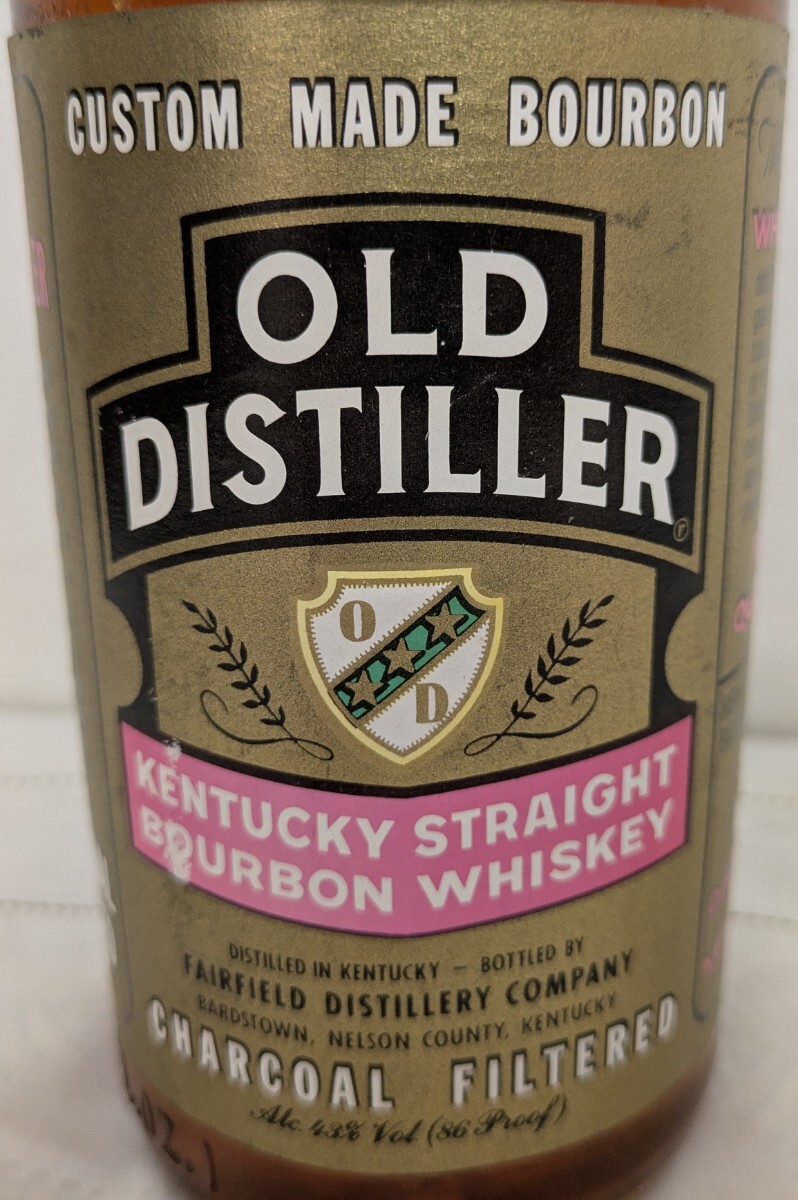 CUSTOM MADE BOURBON
OLD
DISTILLER
O
D
KENTUCKY STRAIGHT
BOURBON WHISKEY
DISTILLED IN KENTUCKY — BOTTLED BY
FAIRFIELD DISTILLERY COMPANY
BARDSTOWN, NELSON COUNTY, KENTUCKY
CHARCOAL FILTERED
Alc. 43% Vol. (86 Proof)